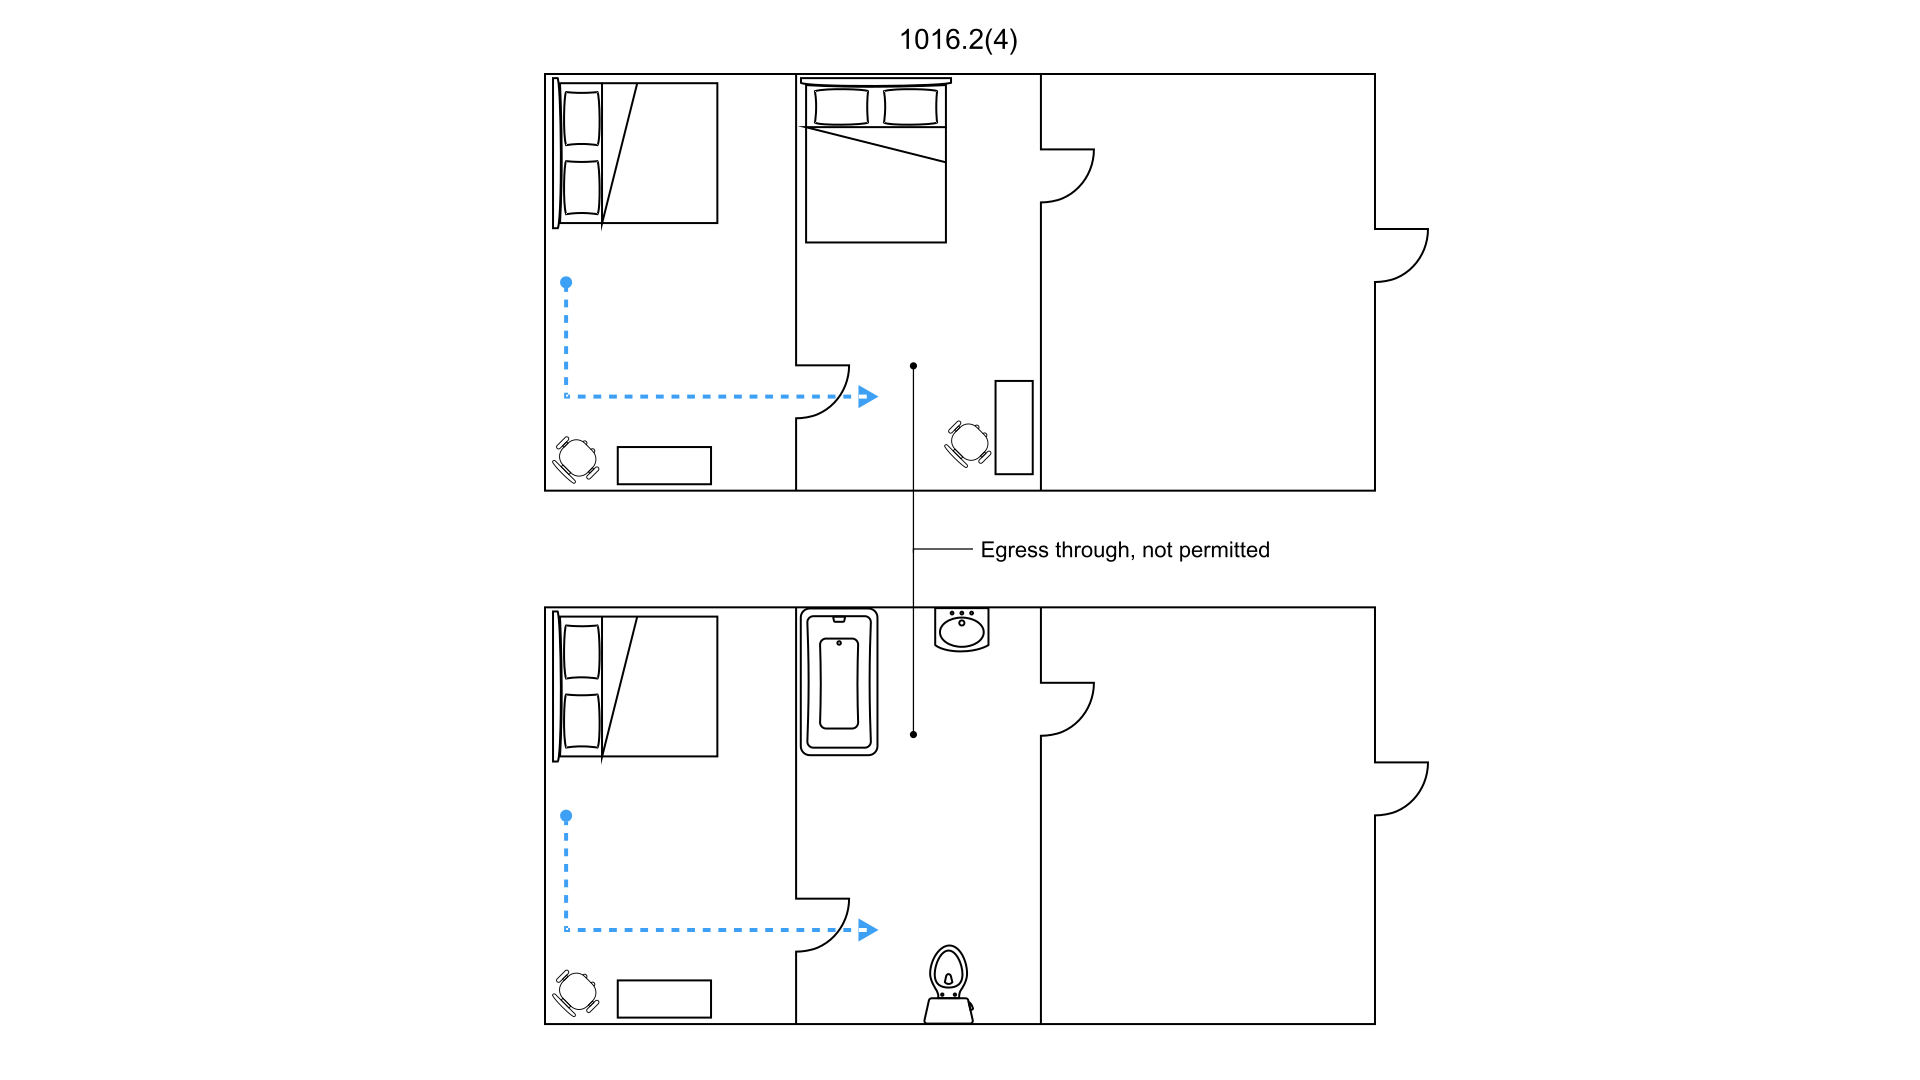 1016.2(4)
Egress through, not permitted